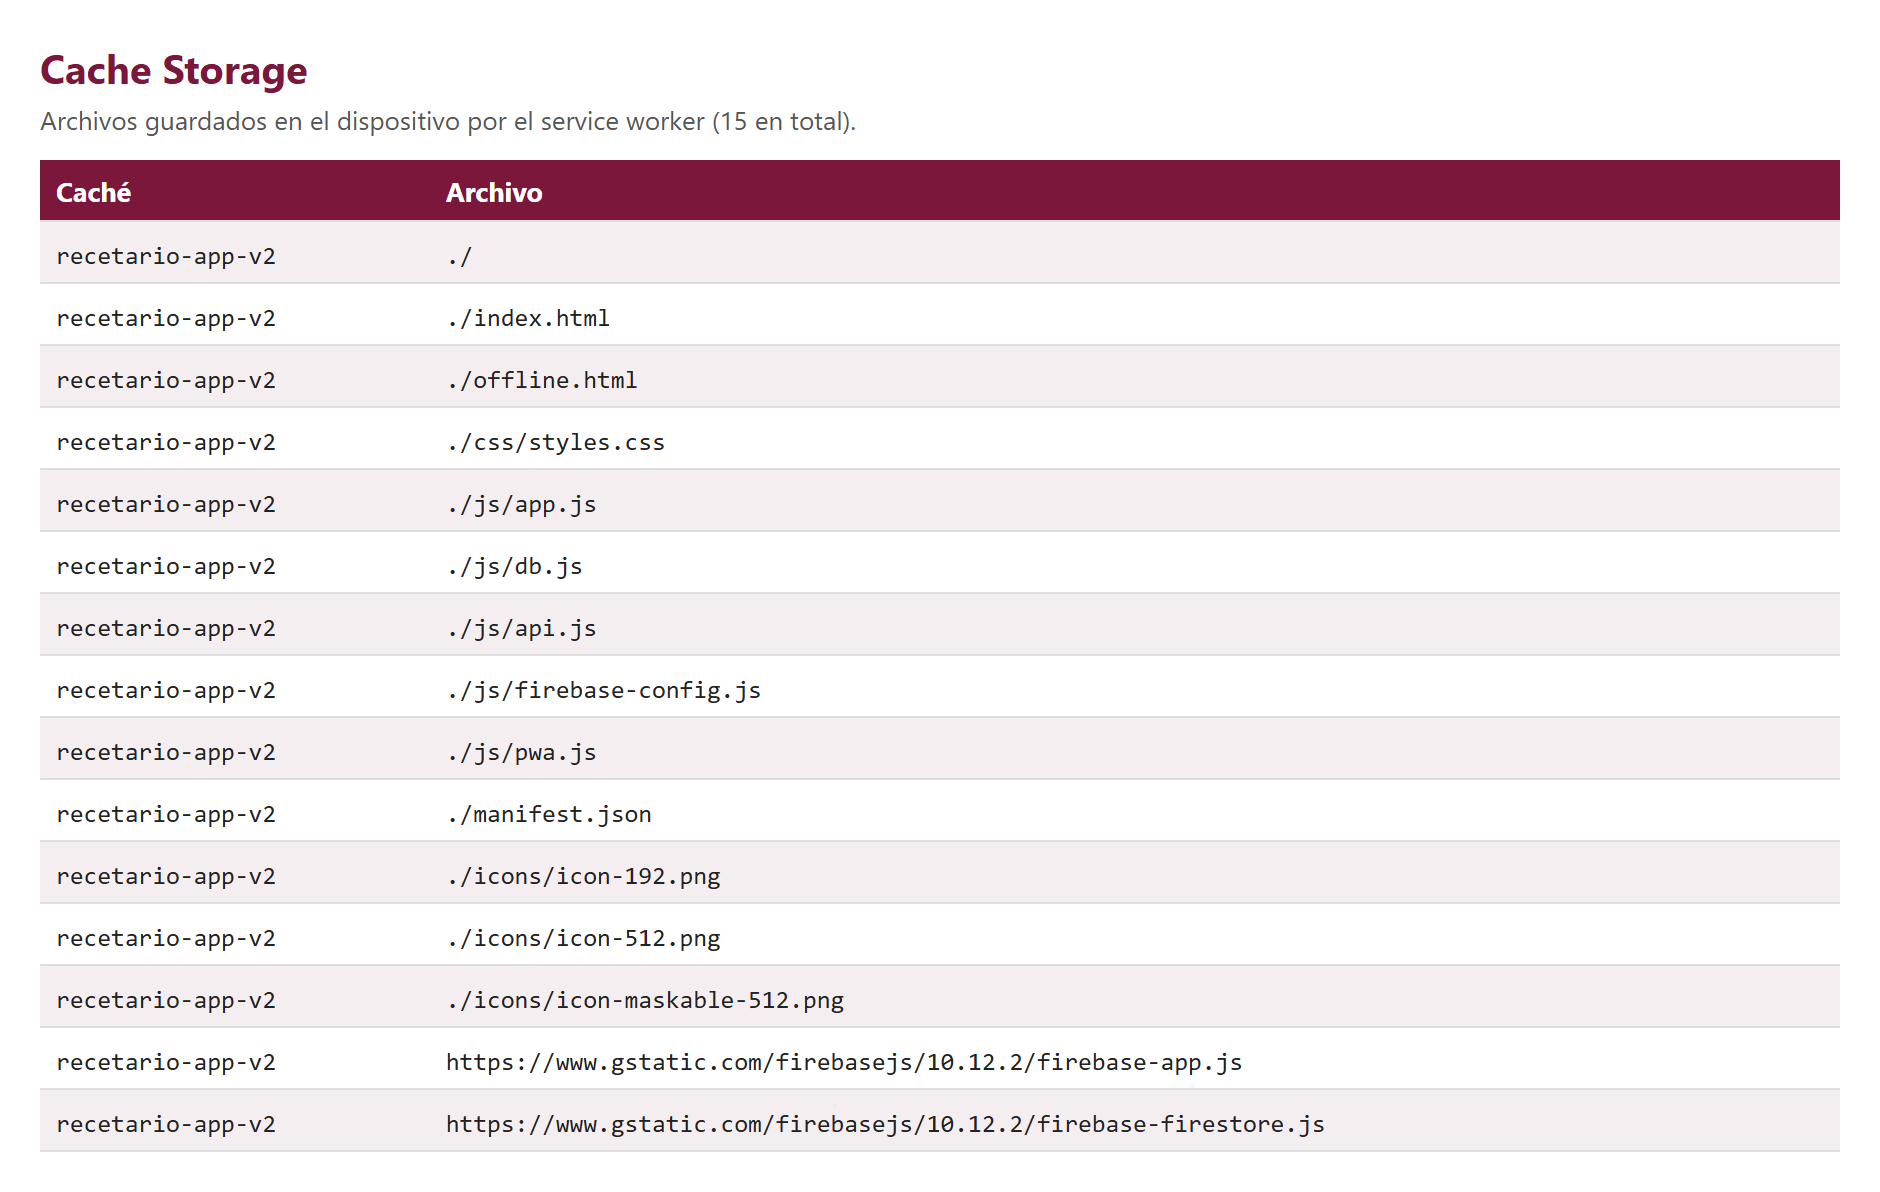 Cache Storage
Archivos guardados en el dispositivo por el service worker (15 en total).
Caché Archivo
recetario-app-v2 ./
recetario-app-v2 ./index.html
recetario-app-v2 ./offline.html
recetario-app-v2 ./css/styles.css
recetario-app-v2 ./js/app.js
recetario-app-v2 ./js/db.js
recetario-app-v2 ./js/api.js
recetario-app-v2 ./js/firebase-config.js
recetario-app-v2 ./js/pwa.js
recetario-app-v2 ./manifest.json
recetario-app-v2 ./icons/icon-192.png
recetario-app-v2 ./icons/icon-512.png
recetario-app-v2 ./icons/icon-maskable-512.png
recetario-app-v2 https://www.gstatic.com/firebasejs/10.12.2/firebase-app.js
recetario-app-v2 https://www.gstatic.com/firebasejs/10.12.2/firebase-firestore.js